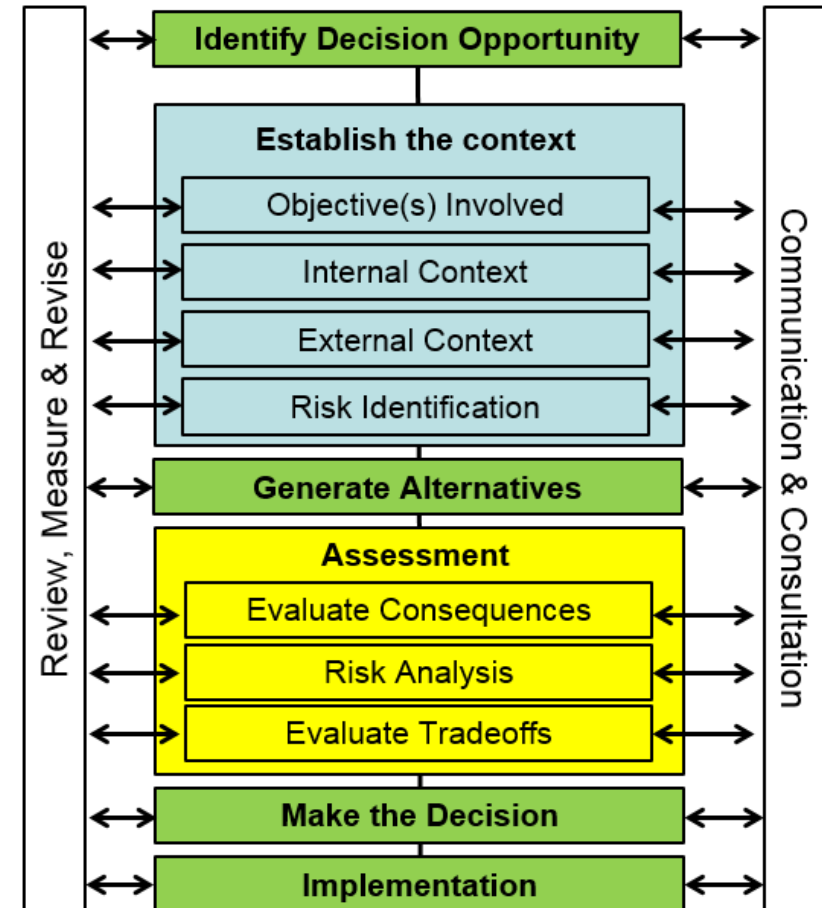 Identify Decision Opportunity
Establish the context
Objective(s) Involved
Internal Context
External Context
Risk Identification
Generate Alternatives
Assessment
Evaluate Consequences
Risk Analysis
Evaluate Tradeoffs
Make the Decision
Implementation
Review, Measure & Revise
Communication & Consultation